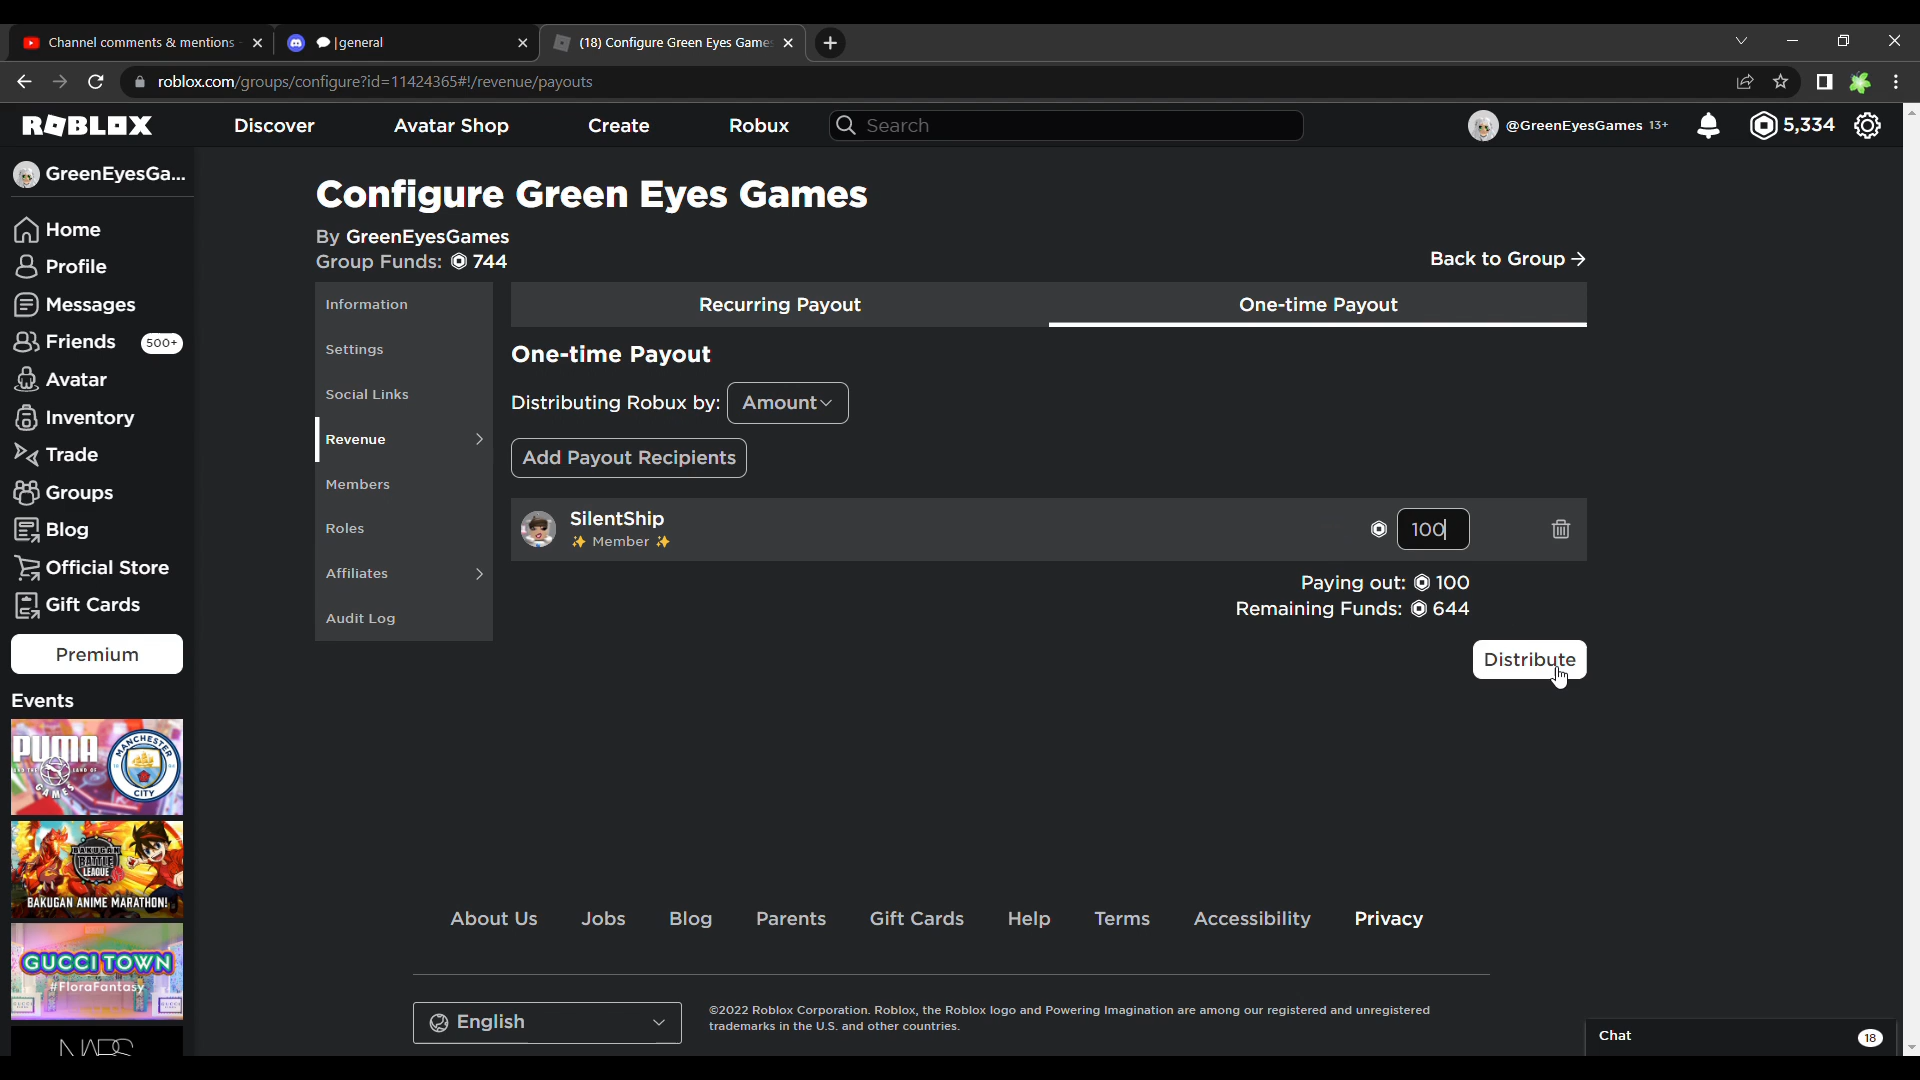 Channel comments & mentions
|general
(18) Configure Green Eyes Games
roblox.com/groups/configure?id=11424365#!/revenue/payouts
ROBLOX
Discover
Avatar Shop
Create
Robux
Search
@GreenEyesGames 13+
5,334
GreenEyesGa...
Home
Profile
Messages
Friends
500+
Avatar
Inventory
Trade
Groups
Blog
Official Store
Gift Cards
Premium
Events
PUMA
GAMES
MANCHESTER
CITY
BAKUGAN
BATTLE
LEAGUE
BAKUGAN ANIME MARATHON!
GUCCI TOWN
#FloraFantasy
NARS
Configure Green Eyes Games
By GreenEyesGames
Group Funds: 744
Back to Group
Information
Settings
Social Links
Revenue
Members
Roles
Affiliates
Audit Log
Recurring Payout
One-time Payout
One-time Payout
Distributing Robux by: Amount
Add Payout Recipients
SilentShip
✨ Member ✨
100
Paying out: 100
Remaining Funds: 644
Distribute
About Us
Jobs
Blog
Parents
Gift Cards
Help
Terms
Accessibility
Privacy
English
©2022 Roblox Corporation. Roblox, the Roblox logo and Powering Imagination are among our registered and unregistered
trademarks in the U.S. and other countries.
Chat
18